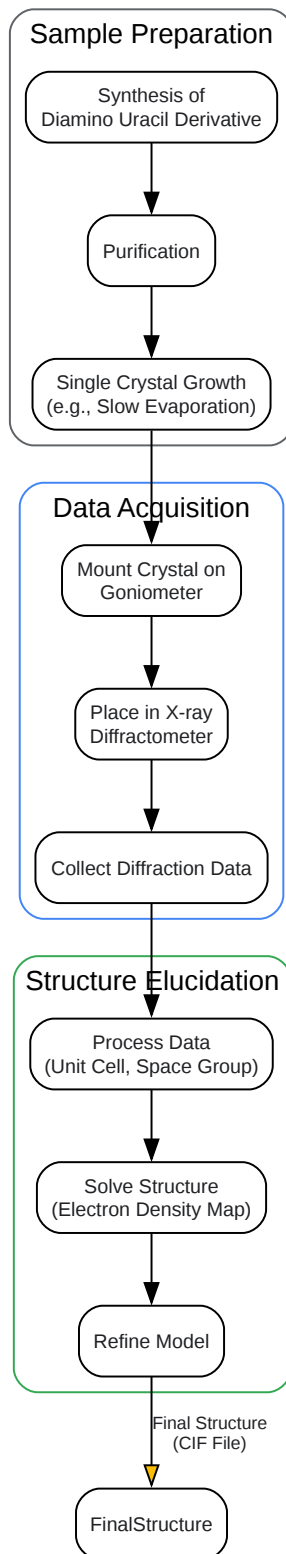 Sample Preparation
Synthesis of
Diamino Uracil Derivative
Purification
Single Crystal Growth
(e.g., Slow Evaporation)
Data Acquisition
Mount Crystal on
Goniometer
Place in X-ray
Diffractometer
Collect Diffraction Data
Structure Elucidation
Process Data
(Unit Cell, Space Group)
Solve Structure
(Electron Density Map)
Refine Model
Final Structure
(CIF File)
FinalStructure